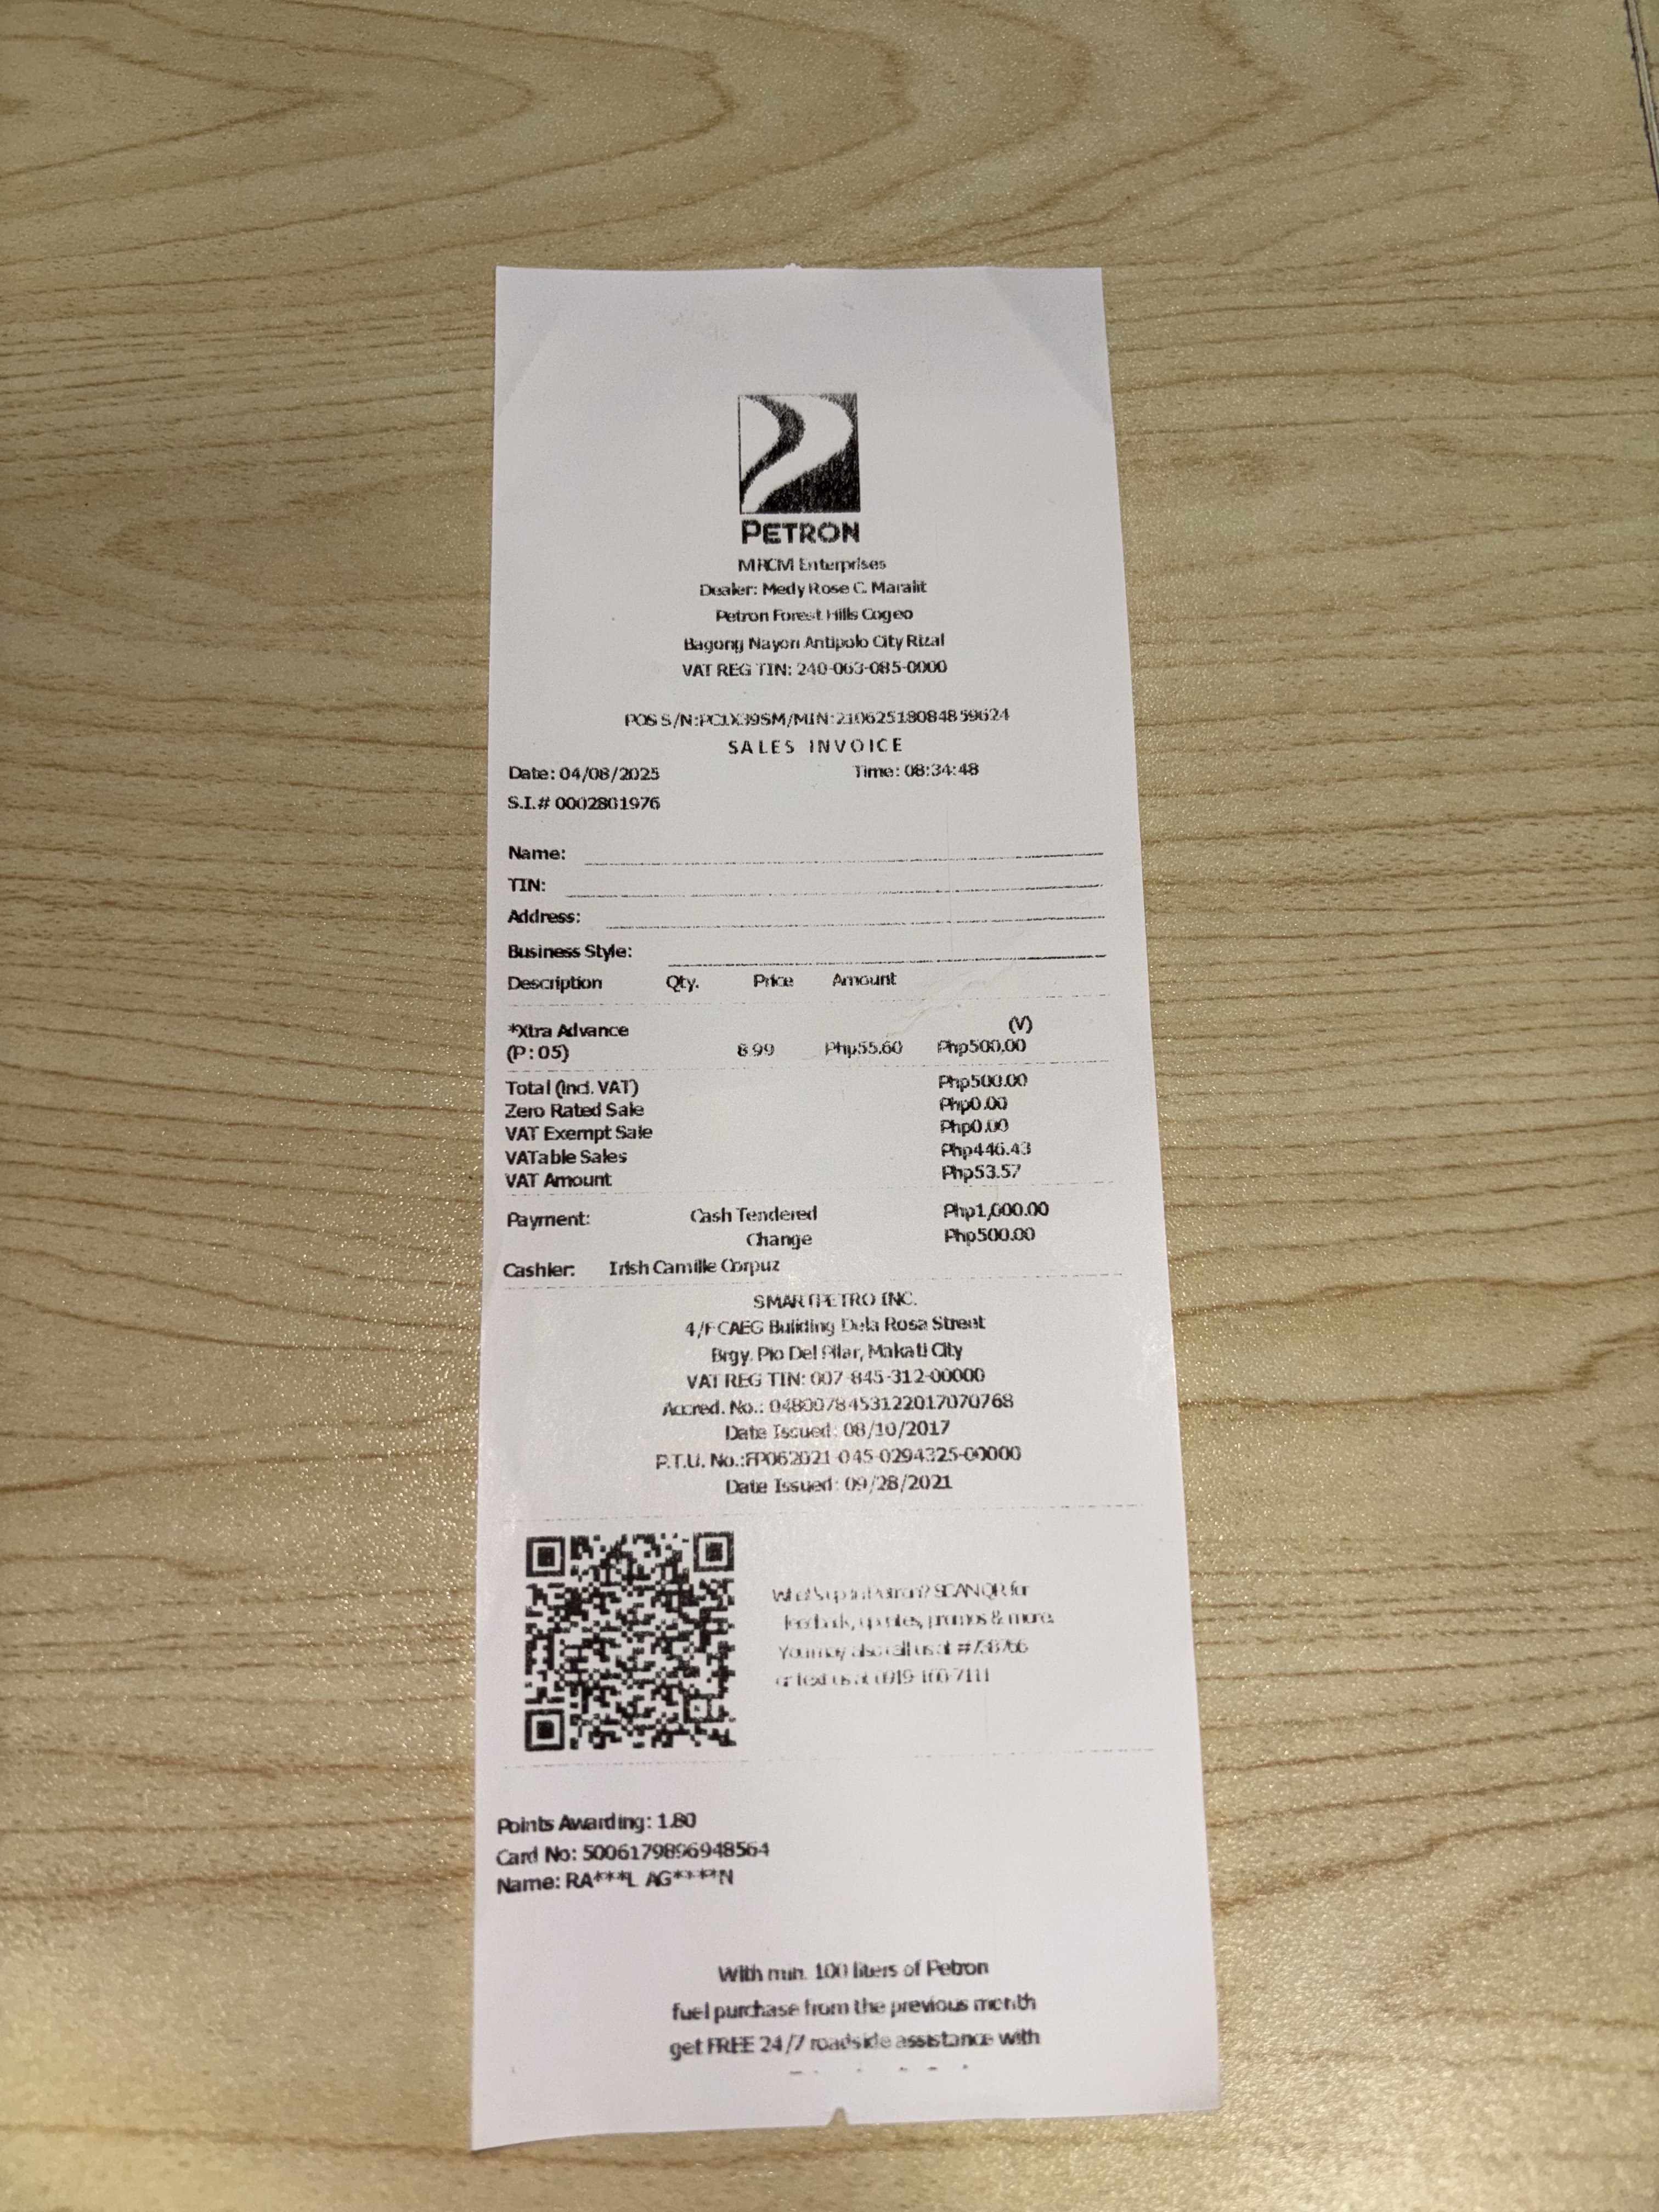 PETRON
MRCM Enterprises
Dealer: Medy Rose C. Maralit
Petron Forest Hills Cogeo
Bagong Nayon Antipolo City Rizal
VAT REG TIN: 240-063-085-0000
POS S/N:PC1X39SM/MIN:21062518084859624
SALES INVOICE
Date: 04/08/2025 Time: 08:34:48
S.I.# 0002801976
Name:
TIN:
Address:
Business Style:
Description Qty. Price Amount
*Xtra Advance (V)
(P:05) 8.99 Php55.60 Php500.00
Total (Incl. VAT) Php500.00
Zero Rated Sale Php0.00
VAT Exempt Sale Php0.00
VATable Sales Php446.43
VAT Amount Php53.57
Payment: Cash Tendered Php1,000.00
Change Php500.00
Cashier: Irish Camille Corpuz
SMARTPETRO INC.
4/F CAEG Building Dela Rosa Street
Brgy. Pio Del Pilar, Makati City
VAT REG TIN: 007-845-312-00000
Accred. No.: 0480078453122017070768
Date Issued: 08/10/2017
P.T.U. No.:FP062021-045-0294325-00000
Date Issued: 09/28/2021
What's up in Petron? SCAN QR for
feedback, updates, promos & more.
You may also call us at #738766
or text us at 0919-160-7111
Points Awarding: 1.80
Card No: 5006179896948564
Name: RA***L AG****N
With min. 100 liters of Petron
fuel purchase from the previous month
get FREE 24/7 roadside assistance with